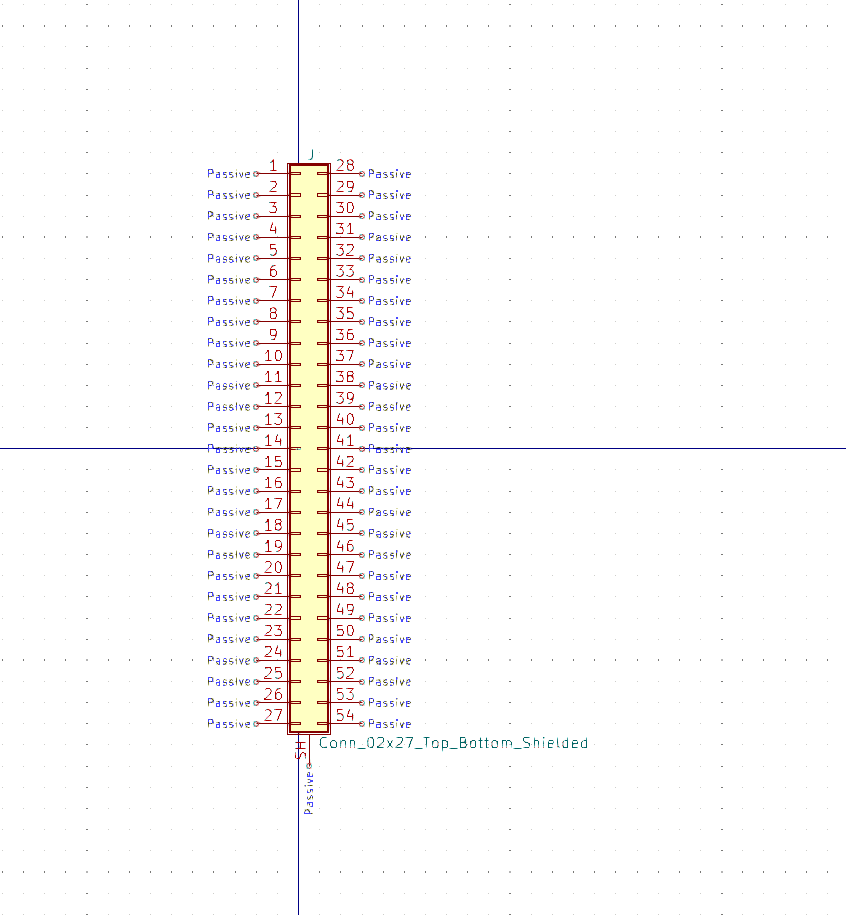 J
Passive 1 28 Passive
Passive 2 29 Passive
Passive 3 30 Passive
Passive 4 31 Passive
Passive 5 32 Passive
Passive 6 33 Passive
Passive 7 34 Passive
Passive 8 35 Passive
Passive 9 36 Passive
Passive 10 37 Passive
Passive 11 38 Passive
Passive 12 39 Passive
Passive 13 40 Passive
Passive 14 41 Passive
Passive 15 42 Passive
Passive 16 43 Passive
Passive 17 44 Passive
Passive 18 45 Passive
Passive 19 46 Passive
Passive 20 47 Passive
Passive 21 48 Passive
Passive 22 49 Passive
Passive 23 50 Passive
Passive 24 51 Passive
Passive 25 52 Passive
Passive 26 53 Passive
Passive 27 54 Passive
SH
Conn_02x27_Top_Bottom_Shielded
Passive